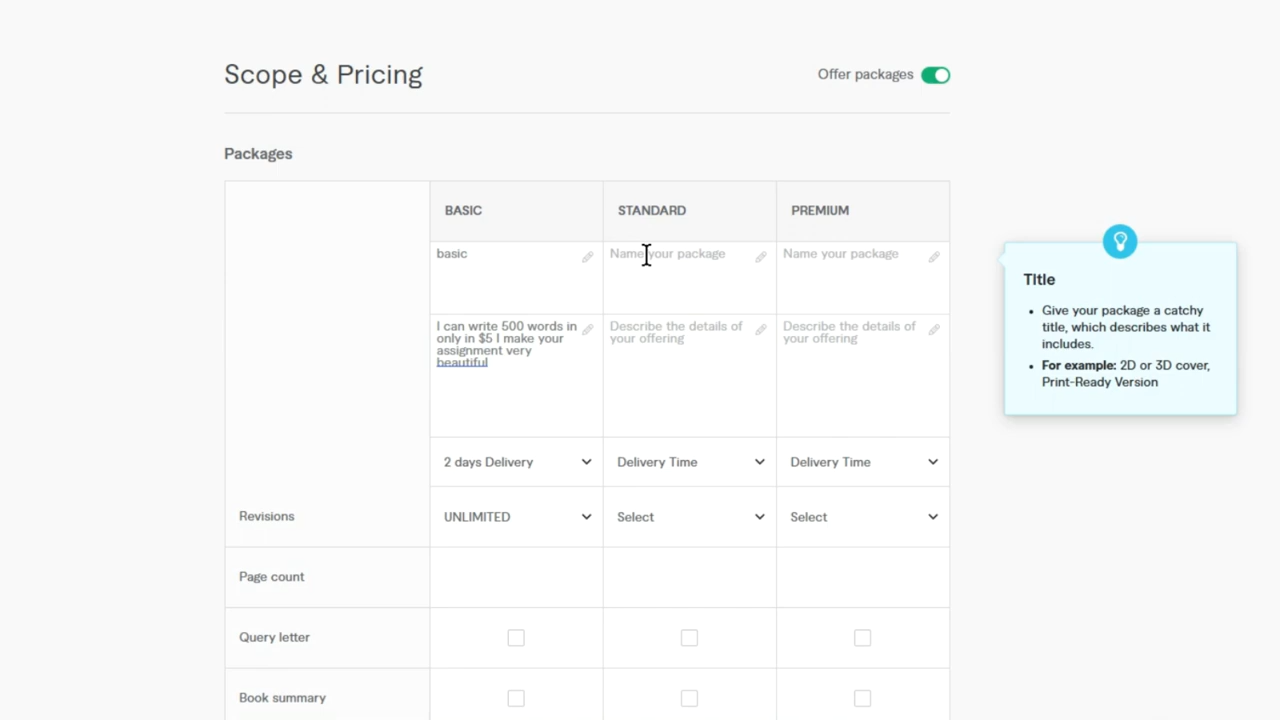 Scope & Pricing
Offer packages
Packages
BASIC STANDARD PREMIUM
basic Name your package Name your package
I can write 500 words in
only in $5 I make your
assignment very
beautiful
Describe the details of
your offering
Describe the details of
your offering
2 days Delivery Delivery Time Delivery Time
Revisions UNLIMITED Select Select
Page count
Query letter
Book summary
Title
• Give your package a catchy
title, which describes what it
includes.
• For example: 2D or 3D cover,
Print-Ready Version